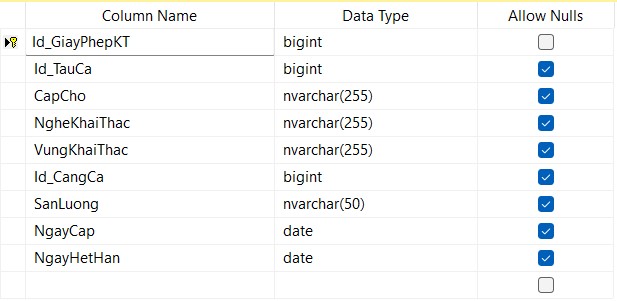 Column Name Data Type Allow Nulls
Id_GiayPhepKT bigint
Id_TauCa bigint
CapCho nvarchar(255)
NgheKhaiThac nvarchar(255)
VungKhaiThac nvarchar(255)
Id_CangCa bigint
SanLuong nvarchar(50)
NgayCap date
NgayHetHan date